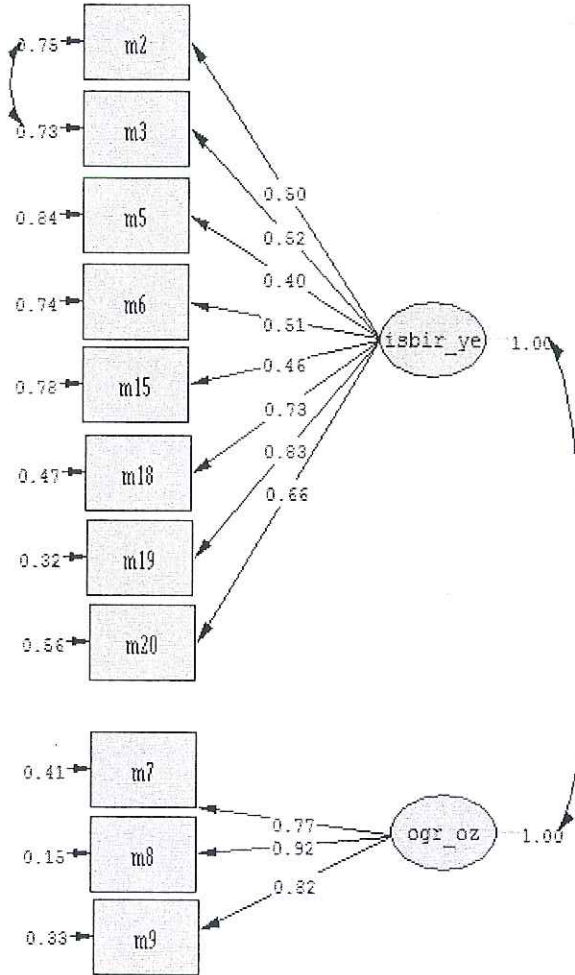 0.75 m2
0.73 m3
0.50
0.84 m5
0.52
0.40
0.74 m6
0.51
isbir_ye 1.00
0.78 m15
0.46
0.73
0.47 m18
0.83
0.66
0.32 m19
0.56 m20
0.41 m7
0.77
0.15 m8
0.92
ogr_oz 1.00
0.82
0.33 m9